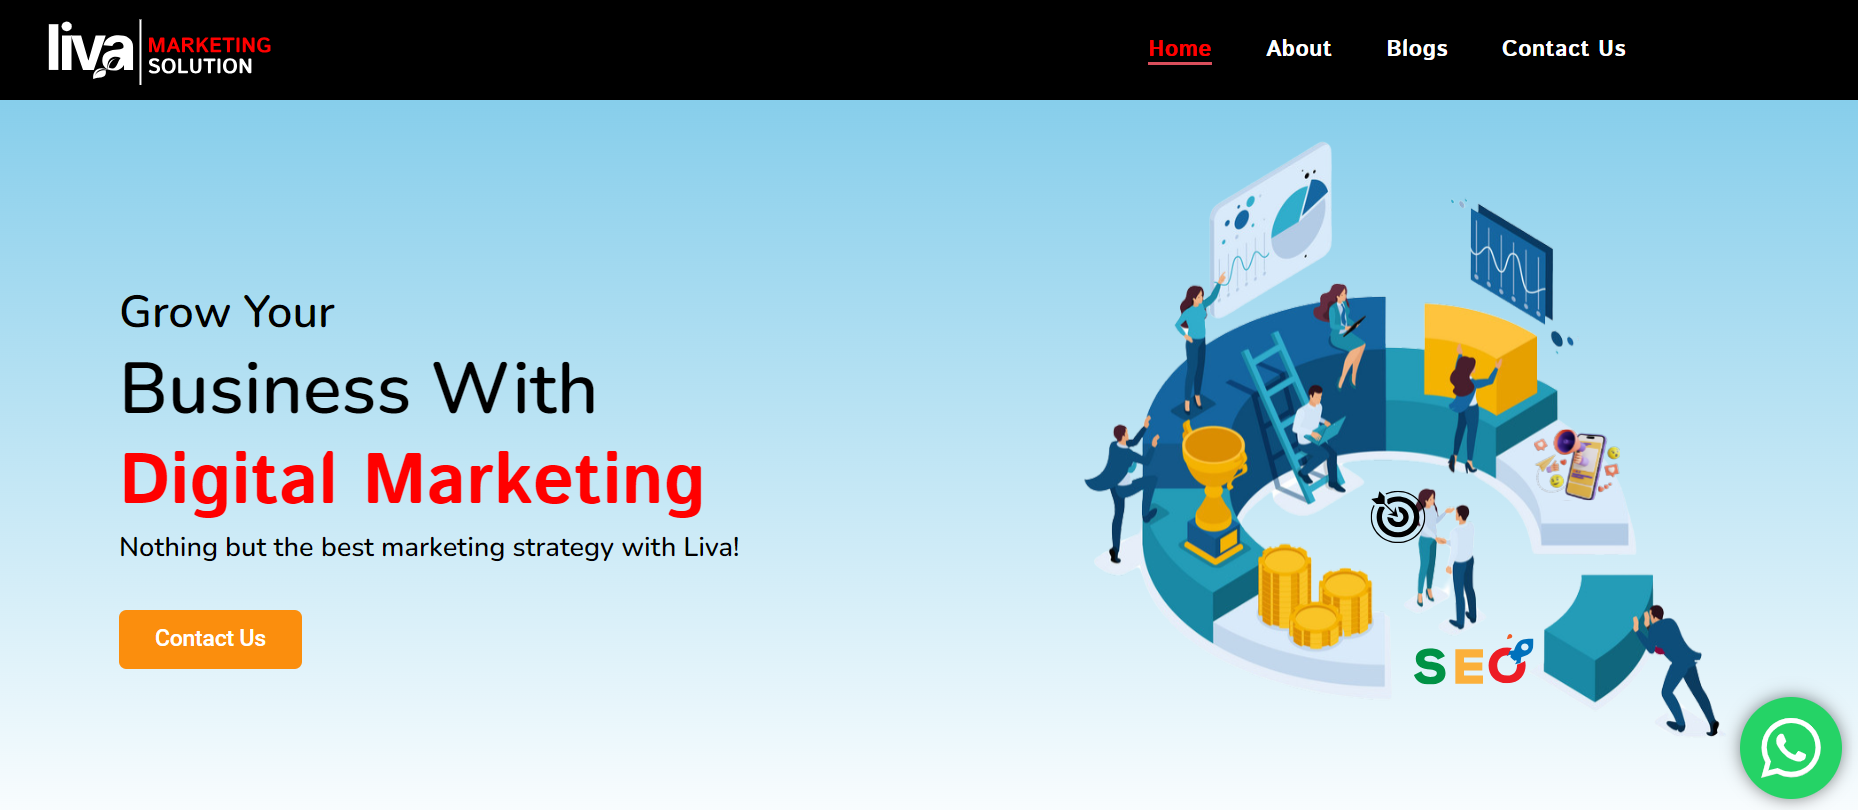 liva
MARKETING
SOLUTION
Home
About
Blogs
Contact Us
Grow Your
Business With
Digital Marketing
Nothing but the best marketing strategy with Liva!
Contact Us
SEO